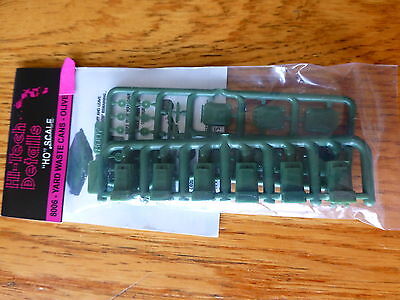 Hi-tech
Details
"HO" SCALE
8006 - YARD WASTE CANS - OLIVE